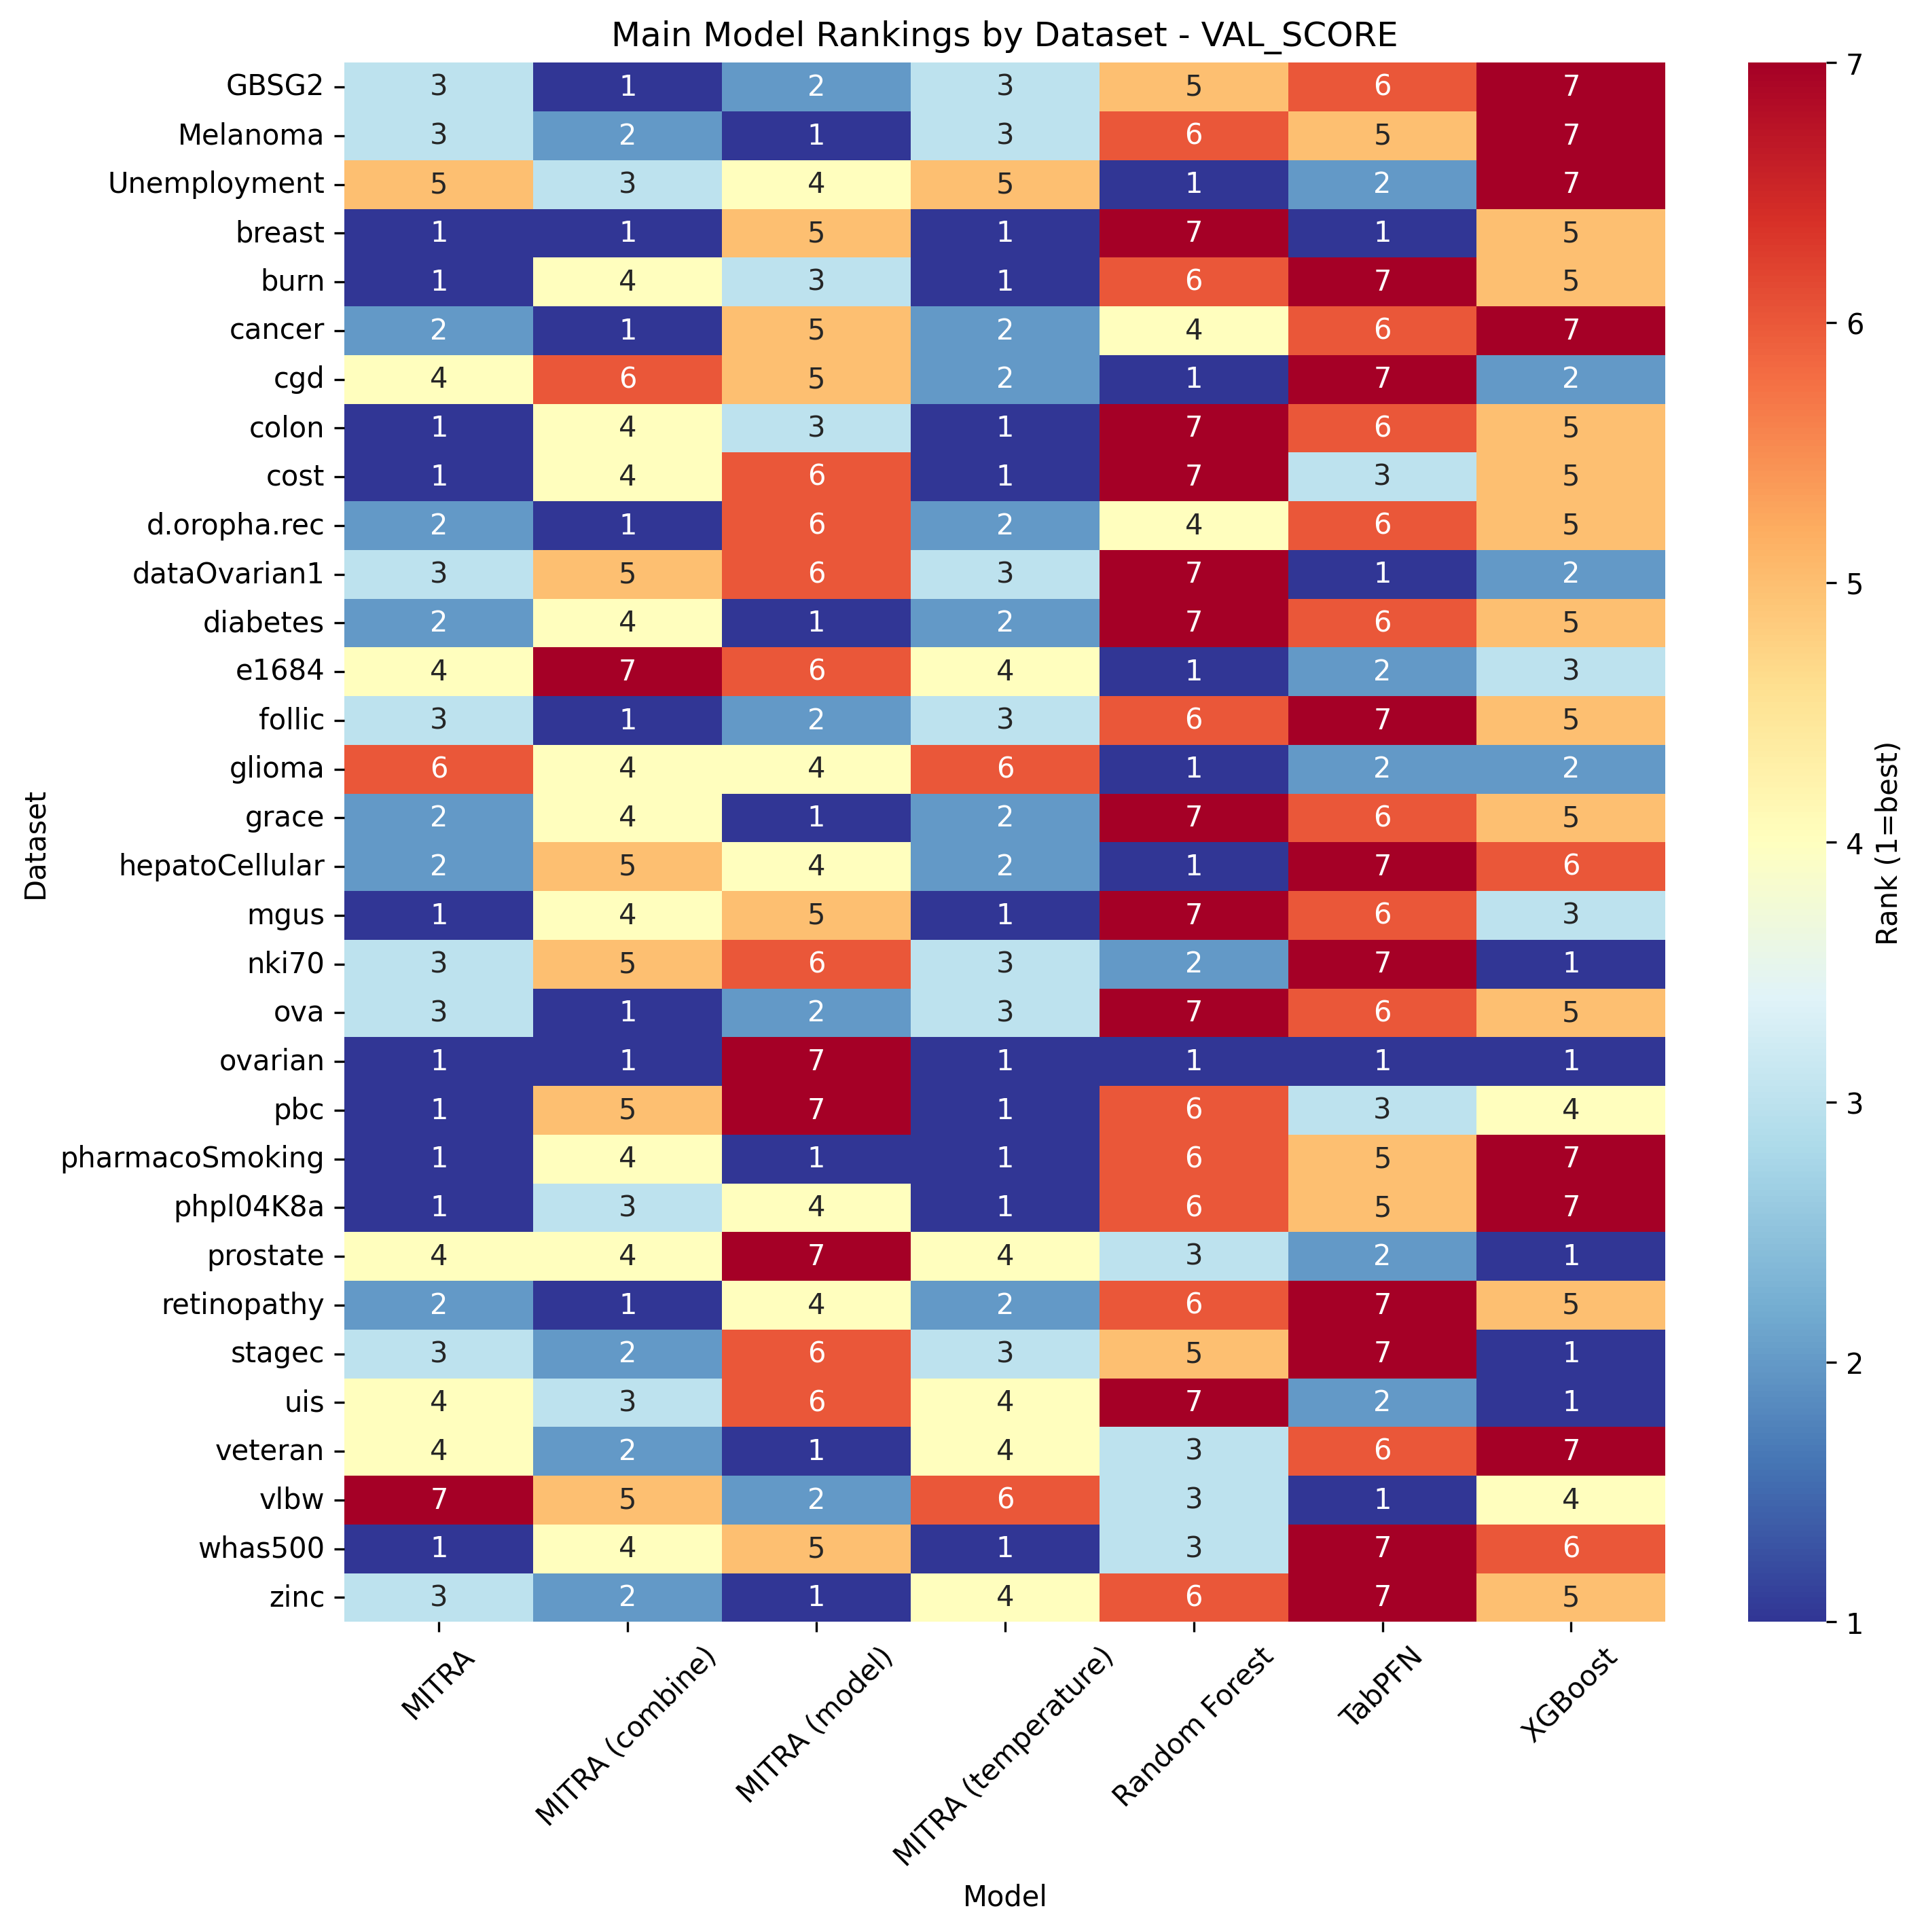 Main Model Rankings by Dataset - VAL_SCORE
GBSG2 3 1 2 3 5 6 7
Melanoma 3 2 1 3 6 5 7
Unemployment 5 3 4 5 1 2 7
breast 1 1 5 1 7 1 5
burn 1 4 3 1 6 7 5
cancer 2 1 5 2 4 6 7
cgd 4 6 5 2 1 7 2
colon 1 4 3 1 7 6 5
cost 1 4 6 1 7 3 5
d.oropha.rec 2 1 6 2 4 6 5
dataOvarian1 3 5 6 3 7 1 2
diabetes 2 4 1 2 7 6 5
e1684 4 7 6 4 1 2 3
follic 3 1 2 3 6 7 5
glioma 6 4 4 6 1 2 2
grace 2 4 1 2 7 6 5
hepatoCellular 2 5 4 2 1 7 6
mgus 1 4 5 1 7 6 3
nki70 3 5 6 3 2 7 1
ova 3 1 2 3 7 6 5
ovarian 1 1 7 1 1 1 1
pbc 1 5 7 1 6 3 4
pharmacoSmoking 1 4 1 1 6 5 7
phpl04K8a 1 3 4 1 6 5 7
prostate 4 4 7 4 3 2 1
retinopathy 2 1 4 2 6 7 5
stagec 3 2 6 3 5 7 1
uis 4 3 6 4 7 2 1
veteran 4 2 1 4 3 6 7
vlbw 7 5 2 6 3 1 4
whas500 1 4 5 1 3 7 6
zinc 3 2 1 4 6 7 5
MITRA
MITRA (combine)
MITRA (model)
MITRA (temperature)
Random Forest
TabPFN
XGBoost
Model
Dataset
7
6
5
4
3
2
1
Rank (1=best)